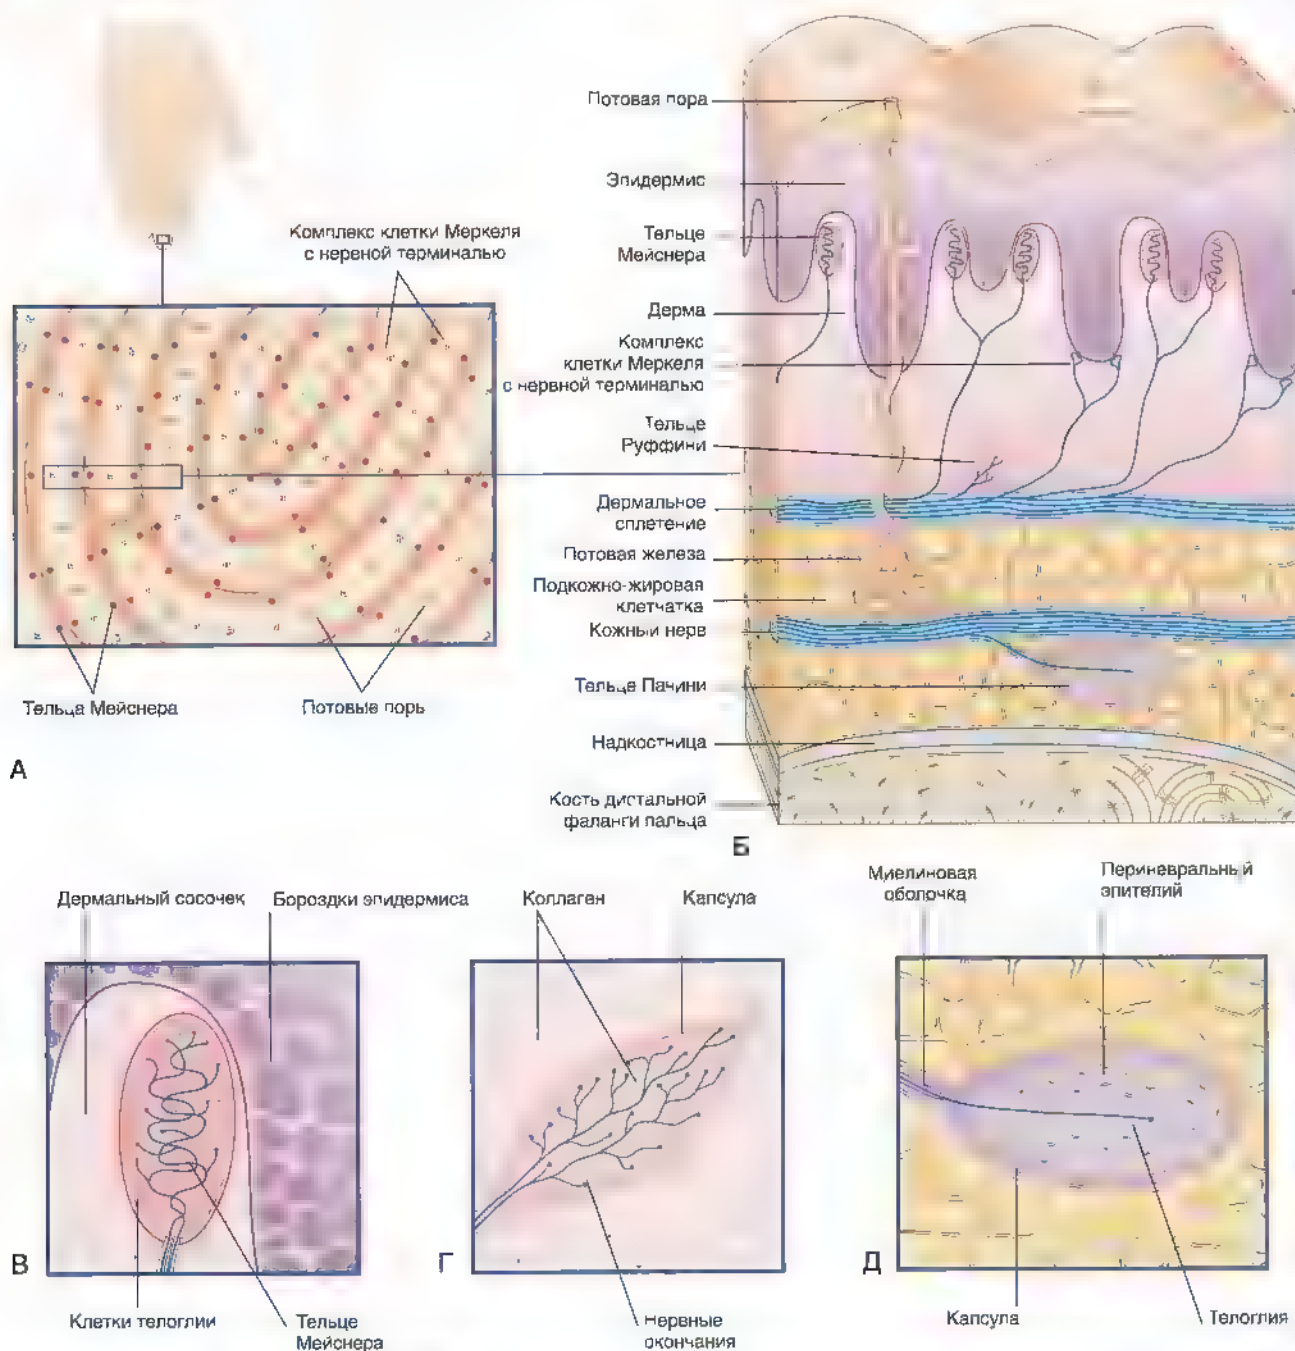 Комплекс клетки Меркеля
с нервной терминалью
Тельца Мейснера
Потовые поры
А
Потовая пора
Эпидермис
Тельце
Мейснера
Дерма
Комплекс
клетки Меркеля
с нервной терминалью
Тельце
Руффини
Дермальное
сплетение
Потовая железа
Подкожно-жировая
клетчатка
Кожный нерв
Тельце Пачини
Надкостница
Кость дистальной
фаланги пальца
Б
Дермальный сосочек
Бороздки эпидермиса
В
Клетки телоглии
Тельце
Мейснера
Коллаген
Капсула
Г
Нервные
окончания
Миелиновая
оболочка
Периневральный
эпителий
Д
Капсула
Телоглия